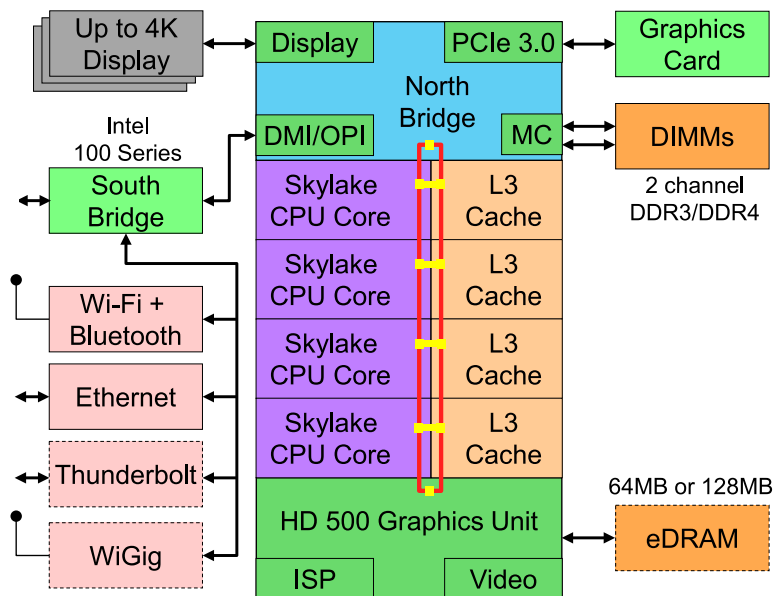 Up to 4K
Display
Display
PCIe 3.0
Graphics
Card
North
Bridge
DMI/OPI
MC
DIMMs
2 channel
DDR3/DDR4
Intel
100 Series
South
Bridge
Skylake
CPU Core
L3
Cache
Skylake
CPU Core
L3
Cache
Wi-Fi +
Bluetooth
Skylake
CPU Core
L3
Cache
Ethernet
Skylake
CPU Core
L3
Cache
Thunderbolt
WiGig
HD 500 Graphics Unit
ISP
Video
64MB or 128MB
eDRAM